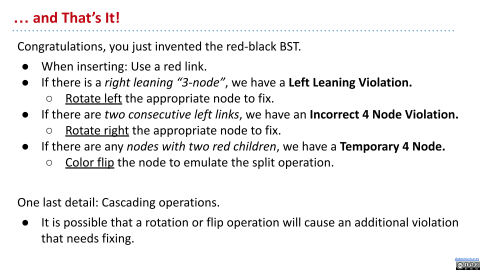 … and That’s It!
Congratulations, you just invented the red-black BST.
● When inserting: Use a red link.
● If there is a right leaning “3-node”, we have a Left Leaning Violation.
○ Rotate left the appropriate node to fix.
● If there are two consecutive left links, we have an Incorrect 4 Node Violation.
○ Rotate right the appropriate node to fix.
● If there are any nodes with two red children, we have a Temporary 4 Node.
○ Color flip the node to emulate the split operation.
One last detail: Cascading operations.
● It is possible that a rotation or flip operation will cause an additional violation
that needs fixing.